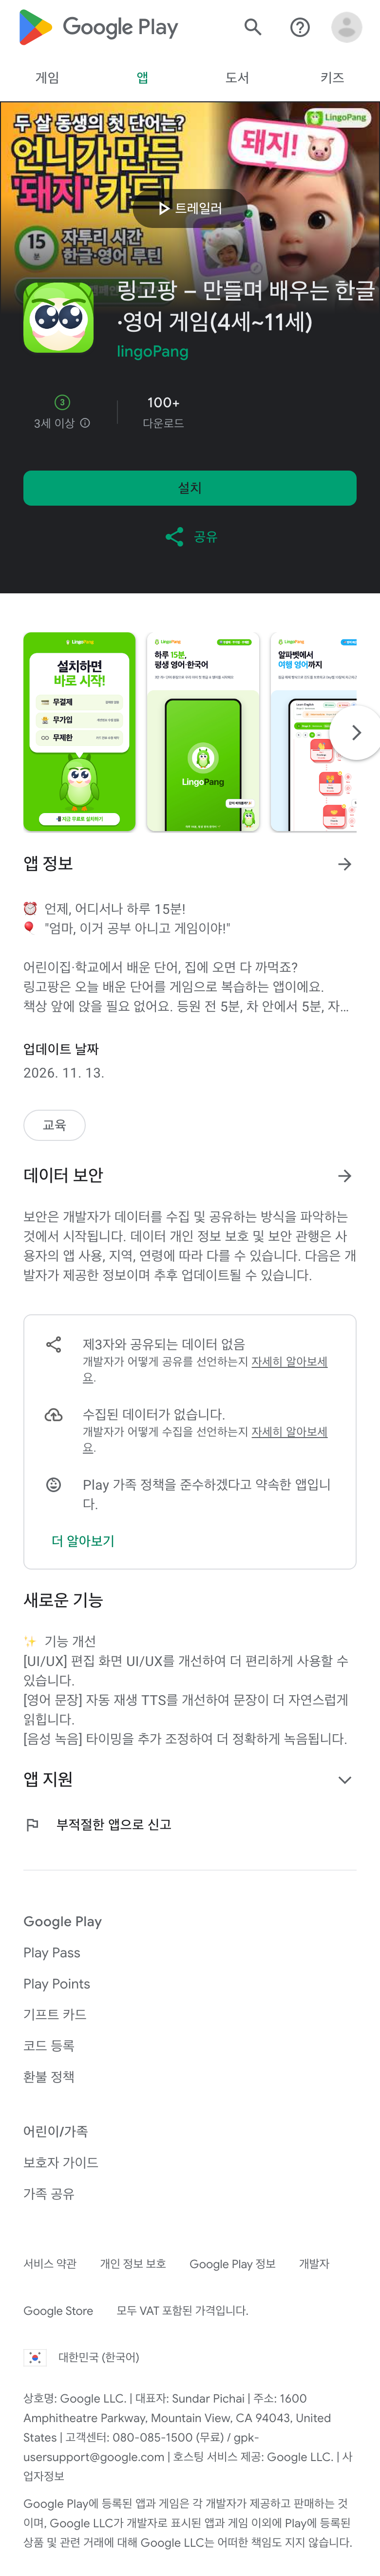 Google Play
게임 앱 도서 키즈
두 살 동생의 첫 단어는?
LingoPang
언니가 만든
돼지!
'돼지' 카드
트레일러
15분
자투리 시간
한글·영어 루틴
링고팡 – 만들며 배우는 한글
·영어 게임(4세~11세)
lingoPang
3
100+
3세 이상
다운로드
설치
공유
LingoPang
설치하면
바로 시작!
무결제
무가입
무제한
LingoPang
하루 15분,
평생 영어·한국어
LingoPang
LingoPang
알파벳에서
여행 영어까지
앱 정보
⏰ 언제, 어디서나 하루 15분!
🎈 "엄마, 이거 공부 아니고 게임이야!"
어린이집·학교에서 배운 단어, 집에 오면 다 까먹죠?
링고팡은 오늘 배운 단어를 게임으로 복습하는 앱이에요.
책상 앞에 앉을 필요 없어요. 등원 전 5분, 차 안에서 5분, 자...
업데이트 날짜
2026. 11. 13.
교육
데이터 보안
보안은 개발자가 데이터를 수집 및 공유하는 방식을 파악하는
것에서 시작됩니다. 데이터 개인 정보 보호 및 보안 관행은 사
용자의 앱 사용, 지역, 연령에 따라 다를 수 있습니다. 다음은 개
발자가 제공한 정보이며 추후 업데이트될 수 있습니다.
제3자와 공유되는 데이터 없음
개발자가 어떻게 공유를 선언하는지 자세히 알아보세
요.
수집된 데이터가 없습니다.
개발자가 어떻게 수집을 선언하는지 자세히 알아보세
요.
Play 가족 정책을 준수하겠다고 약속한 앱입니
다.
더 알아보기
새로운 기능
✨ 기능 개선
[UI/UX] 편집 화면 UI/UX를 개선하여 더 편리하게 사용할 수
있습니다.
[영어 문장] 자동 재생 TTS를 개선하여 문장이 더 자연스럽게
읽힙니다.
[음성 녹음] 타이밍을 추가 조정하여 더 정확하게 녹음됩니다.
앱 지원
부적절한 앱으로 신고
Google Play
Play Pass
Play Points
기프트 카드
코드 등록
환불 정책
어린이/가족
보호자 가이드
가족 공유
서비스 약관 개인 정보 보호 Google Play 정보 개발자
Google Store 모두 VAT 포함된 가격입니다.
대한민국 (한국어)
상호명: Google LLC. | 대표자: Sundar Pichai | 주소: 1600
Amphitheatre Parkway, Mountain View, CA 94043, United
States | 고객센터: 080-085-1500 (무료) / gpk-
usersupport@google.com | 호스팅 서비스 제공: Google LLC. | 사
업자정보
Google Play에 등록된 앱과 게임은 각 개발자가 제공하고 판매하는 것
이며, Google LLC가 개발자로 표시된 앱과 게임 이외에 Play에 등록된
상품 및 관련 거래에 대해 Google LLC는 어떠한 책임도 지지 않습니다.